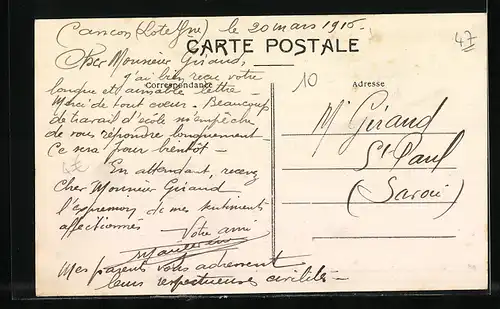 Cancon (Lot et Gne) le 20 mars 1916.
CARTE POSTALE
47
Cher Monsieur Giraud,
J'ai bien reçu votre
Correspondance
longue et aimable lettre.
Merci de tout coeur. Beaucoup
de travail d'école m'empêche
de vous répondre longuement.
Ce sera pour bientôt -
En attendant, recevez
Cher Monsieur Giraud
l'expression de mes sentiments
affectionnés
Votre ami
Mes parents vous adressent
leurs respectueuses civilités -
10
Adresse
Mr Giraud
St Paul
(Savoie)